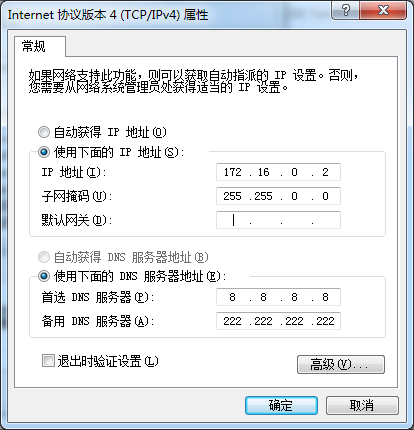 Internet 协议版本 4 (TCP/IPv4) 属性
常规
如果网络支持此功能，则可以获取自动指派的 IP 设置。否则，
您需要从网络系统管理员处获得适当的 IP 设置。
自动获得 IP 地址(O)
使用下面的 IP 地址(S):
IP 地址(I): 172 . 16 . 0 . 2
子网掩码(U): 255 .255 . 0 . 0
默认网关(D): . . .
自动获得 DNS 服务器地址(B)
使用下面的 DNS 服务器地址(E):
首选 DNS 服务器(P): 8 . 8 . 8 . 8
备用 DNS 服务器(A): 222 .222 .222 .222
退出时验证设置(L)
高级(V)...
确定 取消